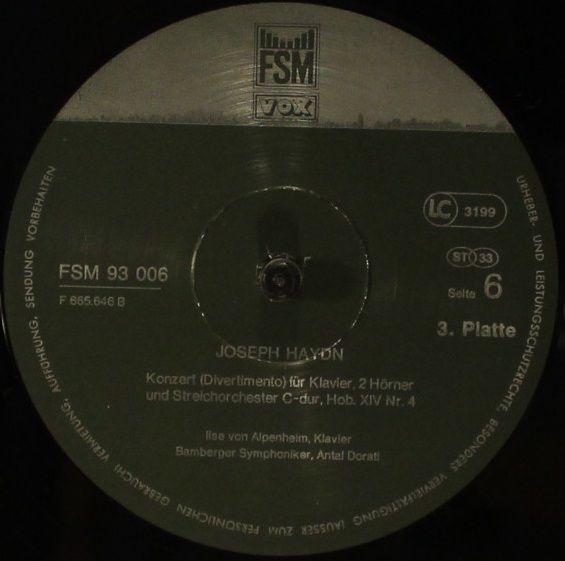 FSM
VOX
LC 3199
ST 33
FSM 93 006
F 665.646 B
Seite 6
3. Platte
JOSEPH HAYDN
Konzert (Divertimento) für Klavier, 2 Hörner
und Streichorchester C-dur, Hob. XIV Nr. 4
Ilse von Alpenheim, Klavier
Bamberger Symphoniker, Antal Dorati
URHEBER- UND LEISTUNGSSCHUTZRECHTE, BESONDERS VERVIELFÄLTIGUNG (AUSSER ZUM PERSÖNLICHEN GEBRAUCH) VERMIETUNG, AUFFÜHRUNG, SENDUNG VORBEHALTEN